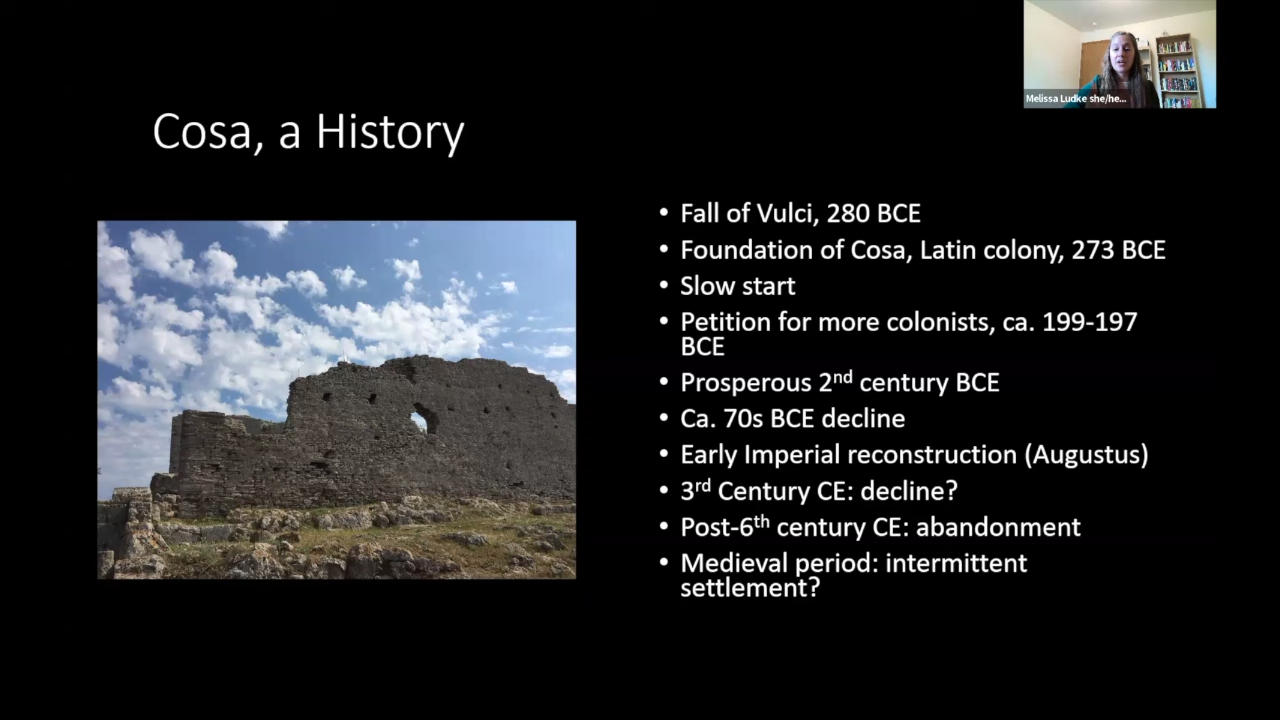 Melissa Ludke she/he...
Cosa, a History
• Fall of Vulci, 280 BCE
• Foundation of Cosa, Latin colony, 273 BCE
• Slow start
• Petition for more colonists, ca. 199-197
BCE
• Prosperous 2nd century BCE
• Ca. 70s BCE decline
• Early Imperial reconstruction (Augustus)
• 3rd Century CE: decline?
• Post-6th century CE: abandonment
• Medieval period: intermittent
settlement?